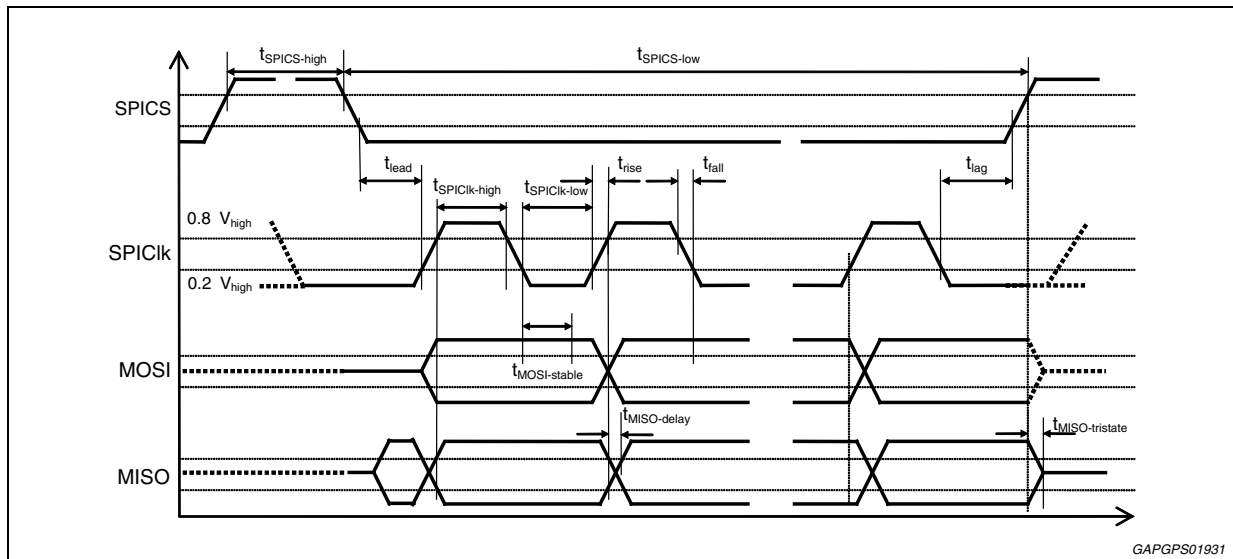 tSPICS-high
tSPICS-low
SPICS
tlead
trise
tfall
tlag
tSPIClk-high
tSPIClk-low
0.8 Vhigh
SPIClk
0.2 Vhigh
MOSI
tMOSI-stable
tMISO-delay
tMISO-tristate
MISO
GAPGPS01931